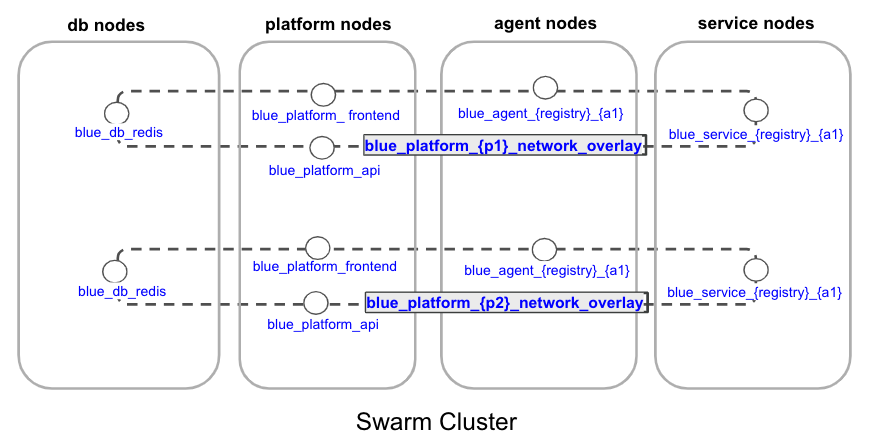 db nodes
platform nodes
agent nodes
service nodes
blue_db_redis
blue_platform_ frontend
blue_agent_{registry}_{a1}
blue_service_{registry}_{a1}
blue_platform_{p1}_network_overlay
blue_platform_api
blue_db_redis
blue_platform_frontend
blue_agent_{registry}_{a1}
blue_service_{registry}_{a1}
blue_platform_{p2}_network_overlay
blue_platform_api
Swarm Cluster